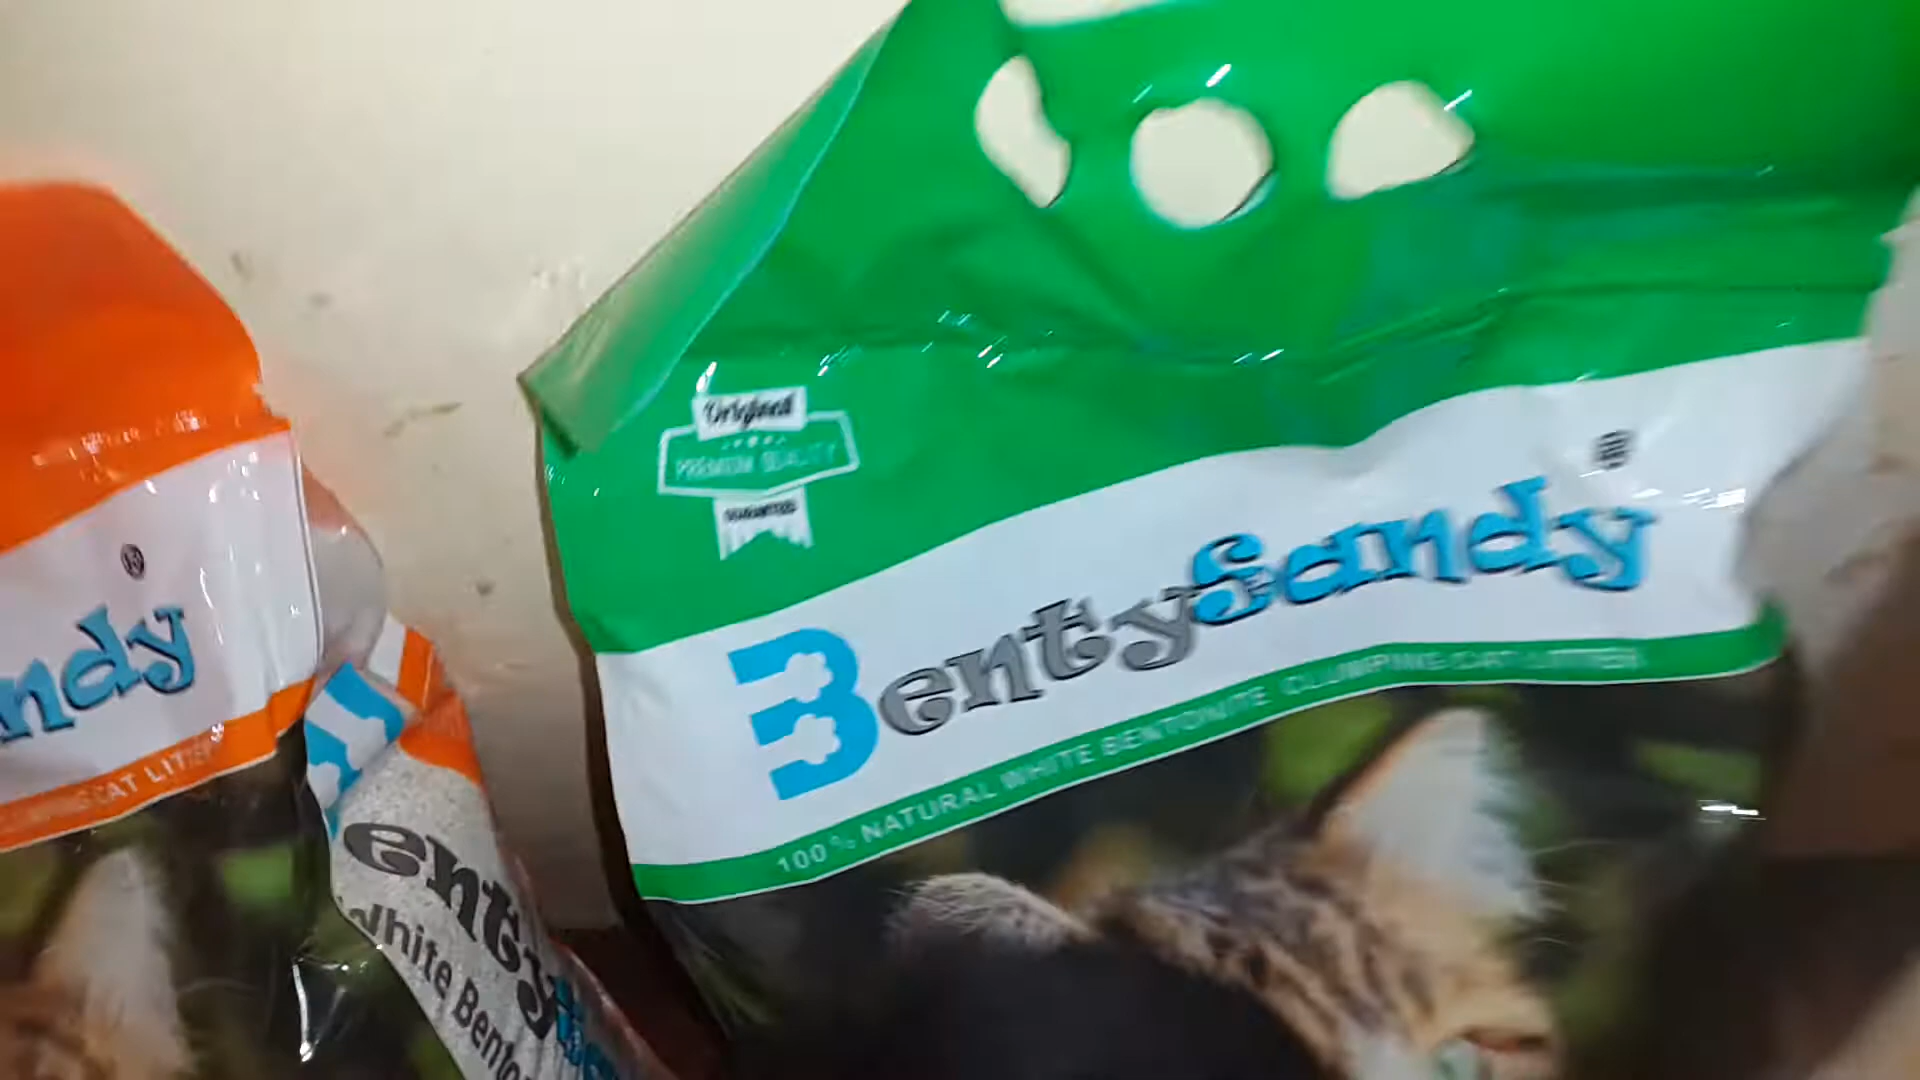 Original
PREMIUM QUALITY
GUARANTEED
BentySandy
®
100% NATURAL WHITE BENTONITE CLUMPING CAT LITTER
®
ndy
CAT LITTER
enty
White Bento